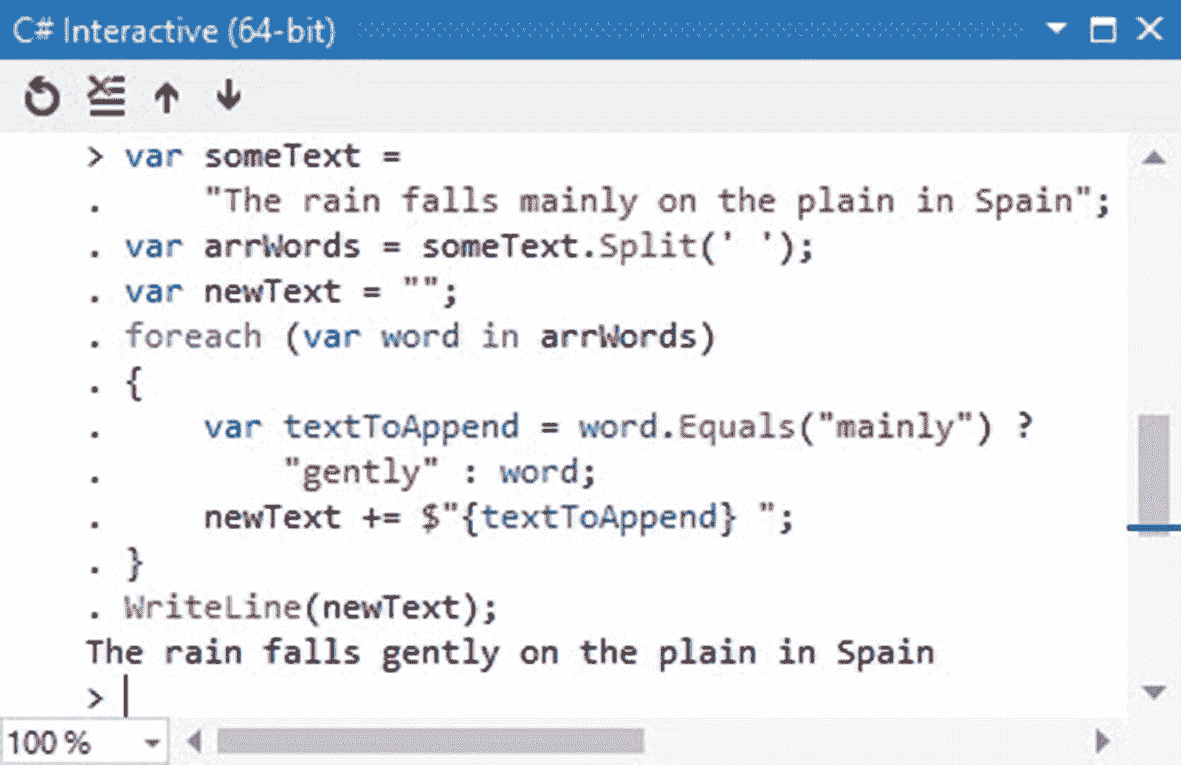 C# Interactive (64-bit)
> var someText =
.     "The rain falls mainly on the plain in Spain";
. var arrWords = someText.Split(' ');
. var newText = "";
. foreach (var word in arrWords)
. {
.     var textToAppend = word.Equals("mainly") ?
.         "gently" : word;
.     newText += $"{textToAppend} ";
. }
. WriteLine(newText);
The rain falls gently on the plain in Spain
>
100 %